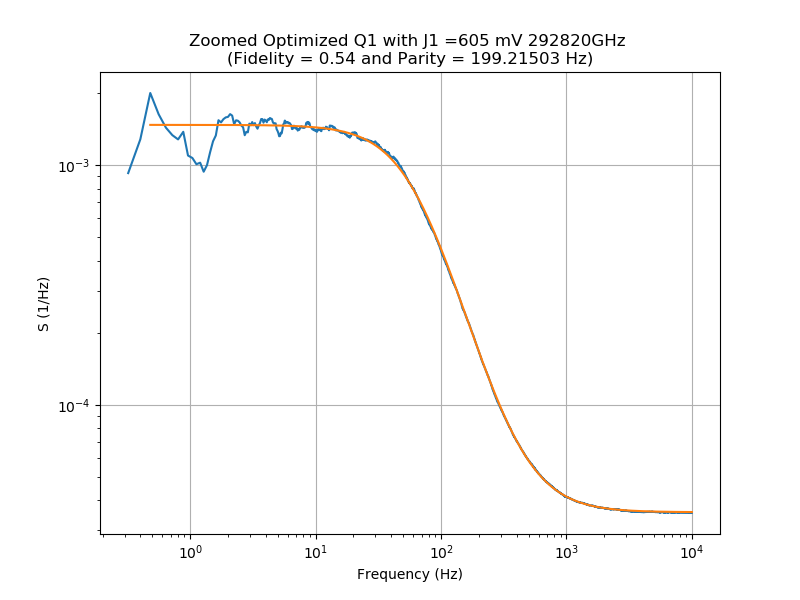 Zoomed Optimized Q1 with J1 =605 mV 292820GHz
(Fidelity = 0.54 and Parity = 199.21503 Hz)
S (1/Hz)
10⁻³
10⁻⁴
10⁰ 10¹ 10² 10³ 10⁴
Frequency (Hz)